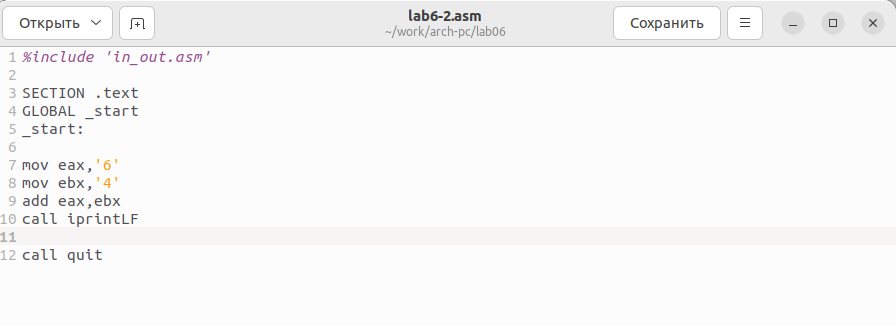 Открыть
lab6-2.asm
~/work/arch-pc/lab06
Сохранить
1 %include 'in_out.asm'
2
3 SECTION .text
4 GLOBAL _start
5 _start:
6
7 mov eax,'6'
8 mov ebx,'4'
9 add eax,ebx
10 call iprintLF
11
12 call quit